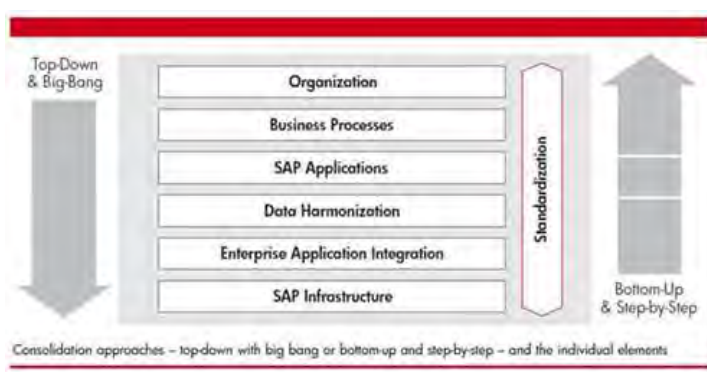 Top-Down
& Big-Bang
Organization
Business Processes
SAP Applications
Data Harmonization
Enterprise Application Integration
SAP Infrastructure
Standardization
Bottom-Up
& Step-by-Step
Consolidation approaches – top-down with big bang or bottom-up and step-by-step – and the individual elements